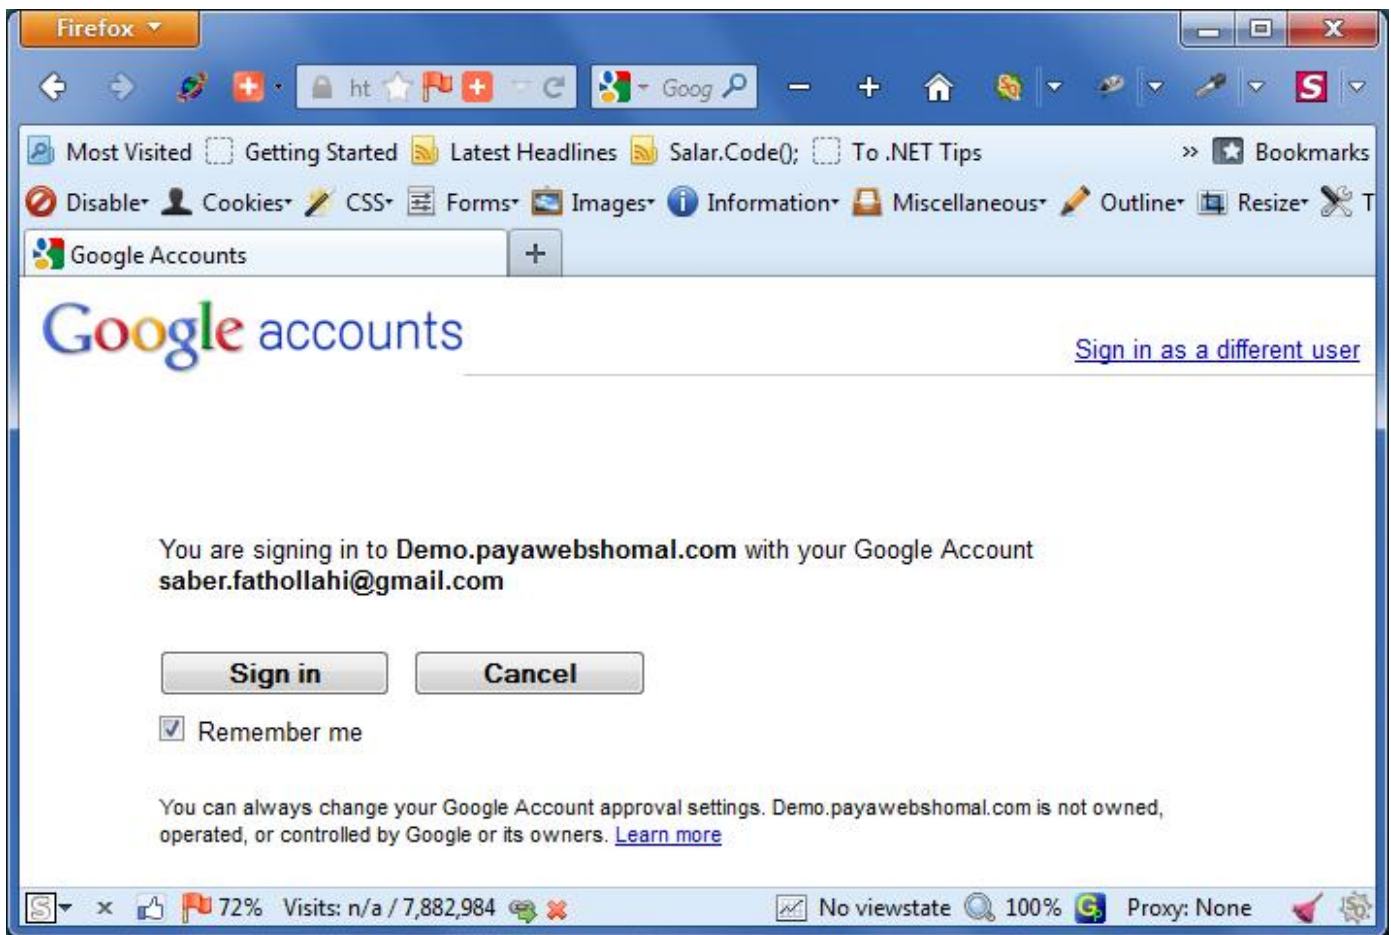 Firefox
ht Goog
Most Visited Getting Started Latest Headlines Salar.Code(); To .NET Tips » Bookmarks
Disable Cookies CSS Forms Images Information Miscellaneous Outline Resize T
Google Accounts
Google accounts
Sign in as a different user
You are signing in to Demo.payawebshomal.com with your Google Account
saber.fathollahi@gmail.com
Sign in Cancel
Remember me
You can always change your Google Account approval settings. Demo.payawebshomal.com is not owned,
operated, or controlled by Google or its owners. Learn more
72% Visits: n/a / 7,882,984 No viewstate 100% Proxy: None